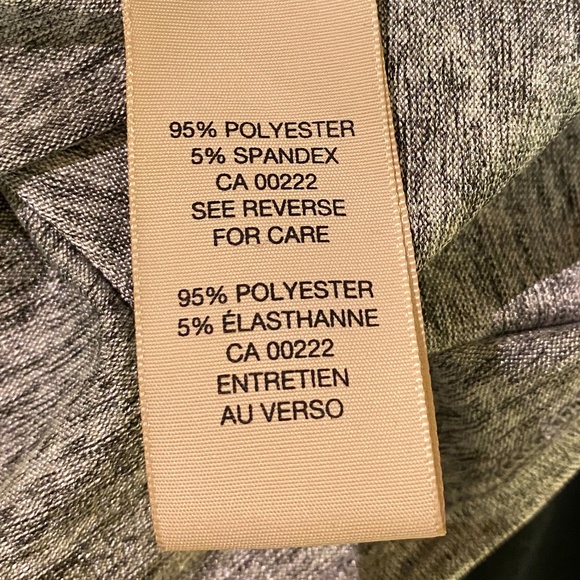 95% POLYESTER
5% SPANDEX
CA 00222
SEE REVERSE
FOR CARE
95% POLYESTER
5% ÉLASTHANNE
CA 00222
ENTRETIEN
AU VERSO